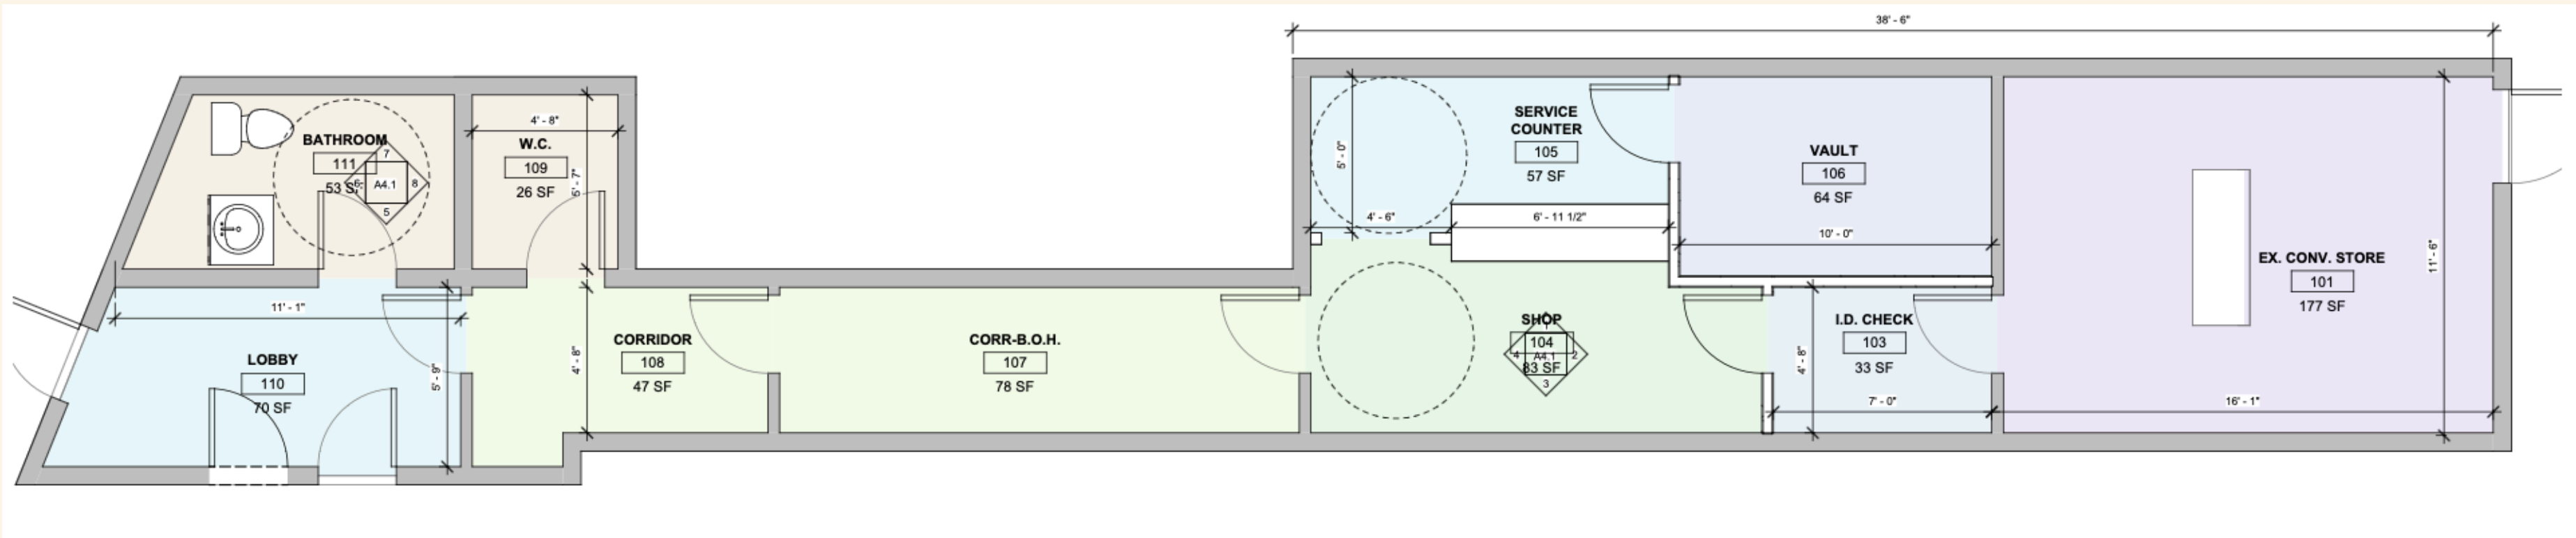 38' - 6"
BATHROOM
111
53 S
7
6
A4.1
8
5
4' - 8"
W.C.
109
26 SF
5' - 7"
11' - 1"
LOBBY
110
70 SF
5' - 9"
4' - 8"
CORRIDOR
108
47 SF
CORR-B.O.H.
107
78 SF
5' - 0"
SERVICE
COUNTER
105
57 SF
4' - 6"
6' - 11 1/2"
VAULT
106
64 SF
10' - 0"
SHOP
104
83 SF
1
4
A4.1
2
3
I.D. CHECK
103
33 SF
4' - 8"
7' - 0"
EX. CONV. STORE
101
177 SF
11' - 6"
16' - 1"